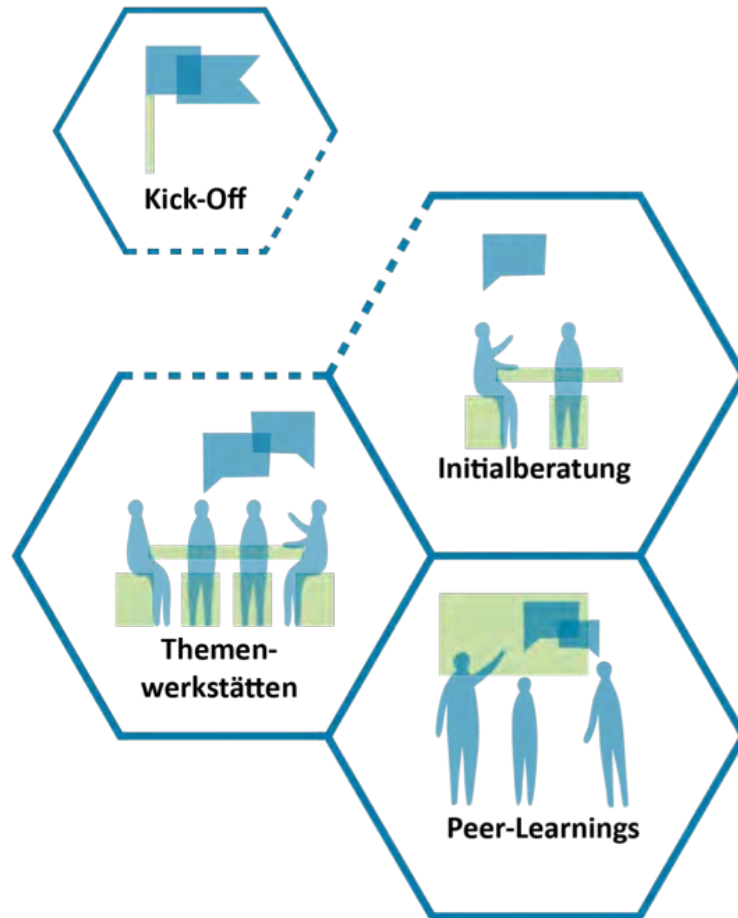 Kick-Off
Initialberatung
Themen-
werkstätten
Peer-Learnings